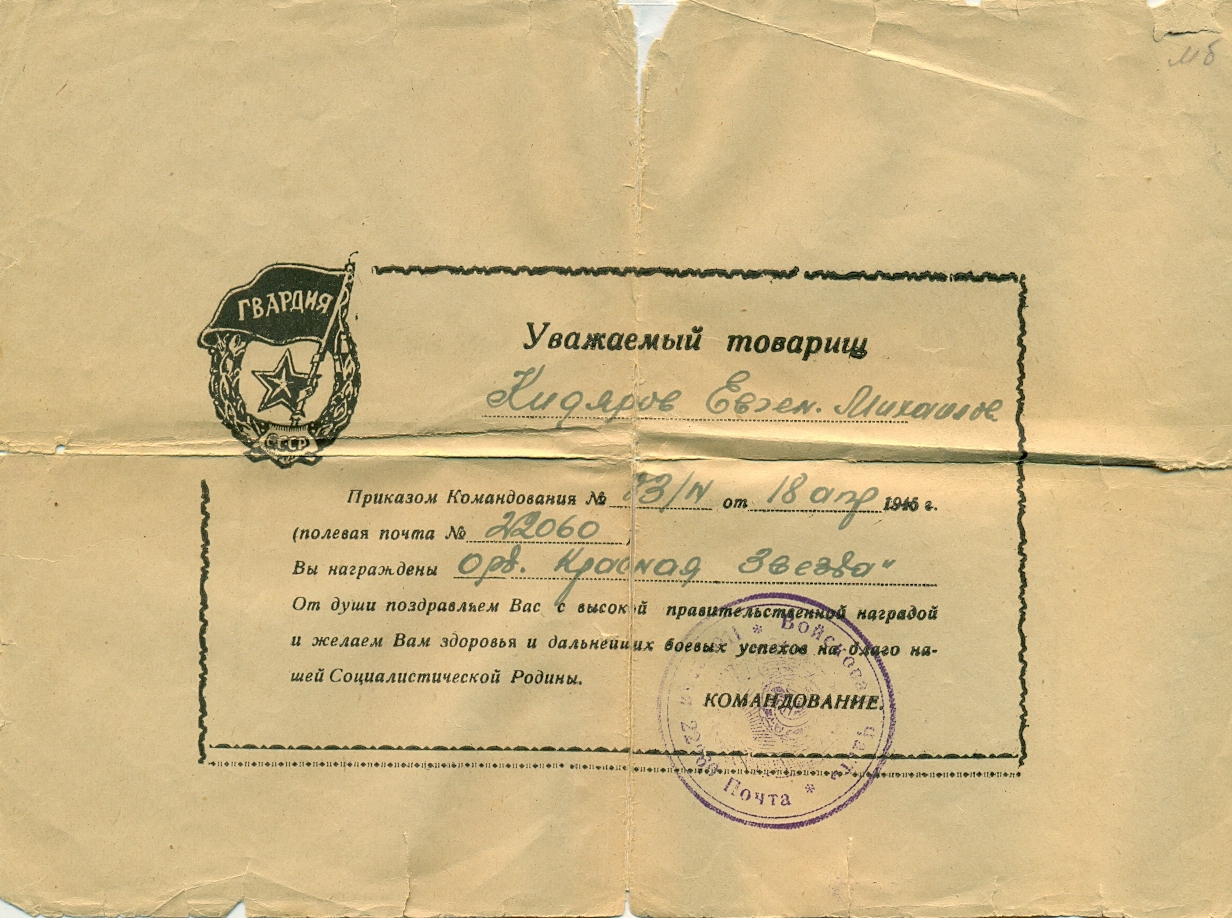 мб
ГВАРДИЯ
СССР
Уважаемый товарищ
Кидяров Евген. Михайлов
Приказом Командования № 23/н от 18 апр 1945 г.
(полевая почта № 22060)
Вы награждены орд. Красная Звезда"
От души поздравляем Вас с высокой правительственной наградой
и желаем Вам здоровья и дальнейших боевых успехов на благо на-
шей Социалистической Родины.
КОМАНДОВАНИЕ.
* Войсковая часть * Почта